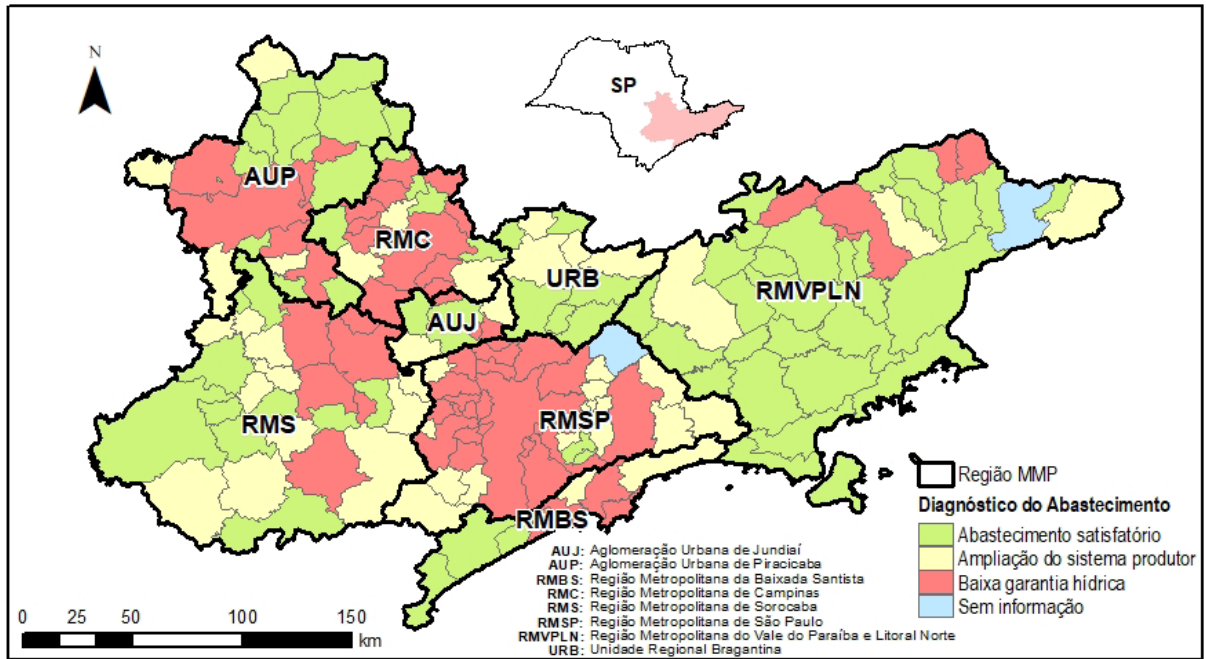 N
SP
AUP
RMC
URB
RMVPLN
AUJ
RMS
RMSP
RMBS
Região MMP
Diagnóstico do Abastecimento
Abastecimento satisfatório
Ampliação do sistema produtor
Baixa garantia hídrica
Sem informação
AUJ: Aglomeração Urbana de Jundiaí
AUP: Aglomeração Urbana de Piracicaba
RMBS: Região Metropolitana da Baixada Santista
RMC: Região Metropolitana de Campinas
RMS: Região Metropolitana de Sorocaba
RMSP: Região Metropolitana de São Paulo
RMVPLN: Região Metropolitana do Vale do Paraíba e Litoral Norte
URB: Unidade Regional Bragantina
0 25 50 100 150
km